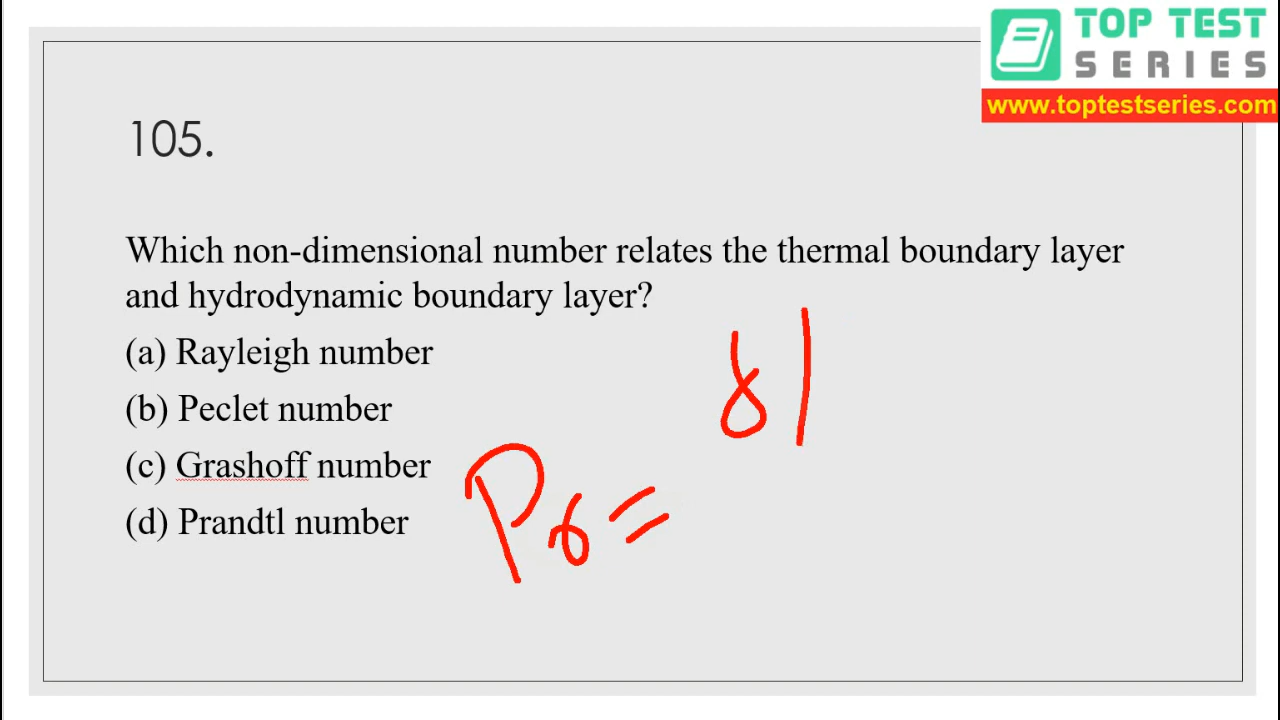 TOP TEST
SERIES
www.toptestseries.com
105.
Which non-dimensional number relates the thermal boundary layer
and hydrodynamic boundary layer?
(a) Rayleigh number
(b) Peclet number
(c) Grashoff number
(d) Prandtl number
Pr =